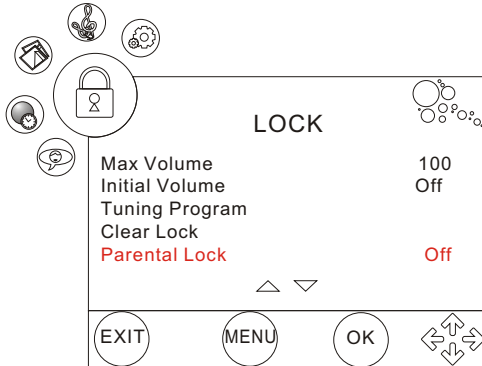 LOCK
Max Volume 100
Initial Volume Off
Tuning Program
Clear Lock
Parental Lock Off
EXIT MENU OK